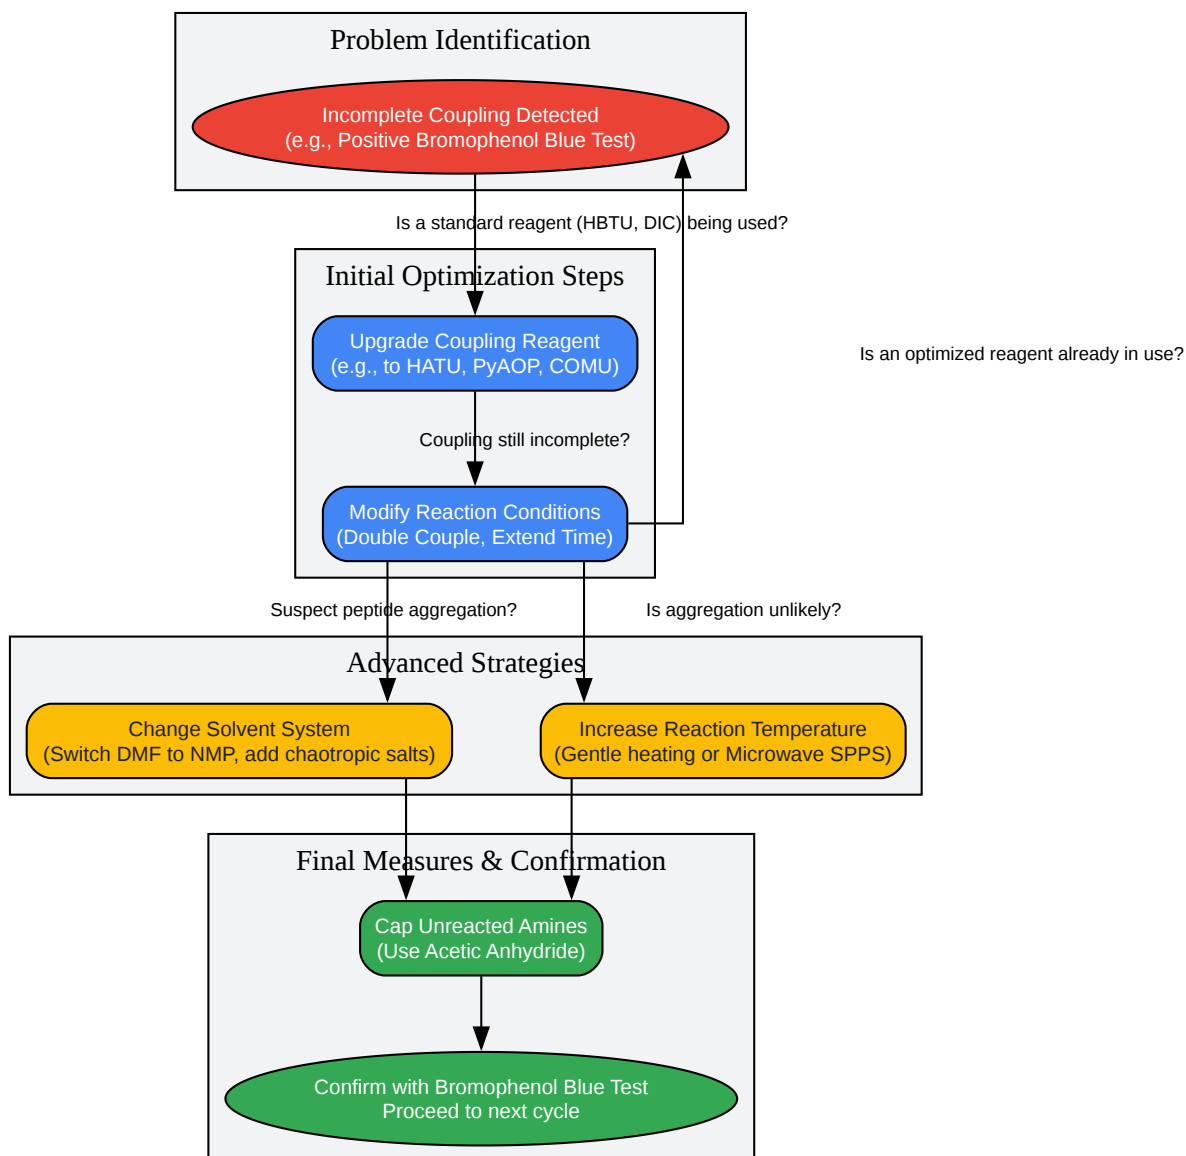 Problem Identification
Incomplete Coupling Detected
(e.g., Positive Bromophenol Blue Test)
Is a standard reagent (HBTU, DIC) being used?
Initial Optimization Steps
Upgrade Coupling Reagent
(e.g., to HATU, PyAOP, COMU)
Is an optimized reagent already in use?
Coupling still incomplete?
Modify Reaction Conditions
(Double Couple, Extend Time)
Suspect peptide aggregation?
Is aggregation unlikely?
Advanced Strategies
Change Solvent System
(Switch DMF to NMP, add chaotropic salts)
Increase Reaction Temperature
(Gentle heating or Microwave SPPS)
Final Measures & Confirmation
Cap Unreacted Amines
(Use Acetic Anhydride)
Confirm with Bromophenol Blue Test
Proceed to next cycle